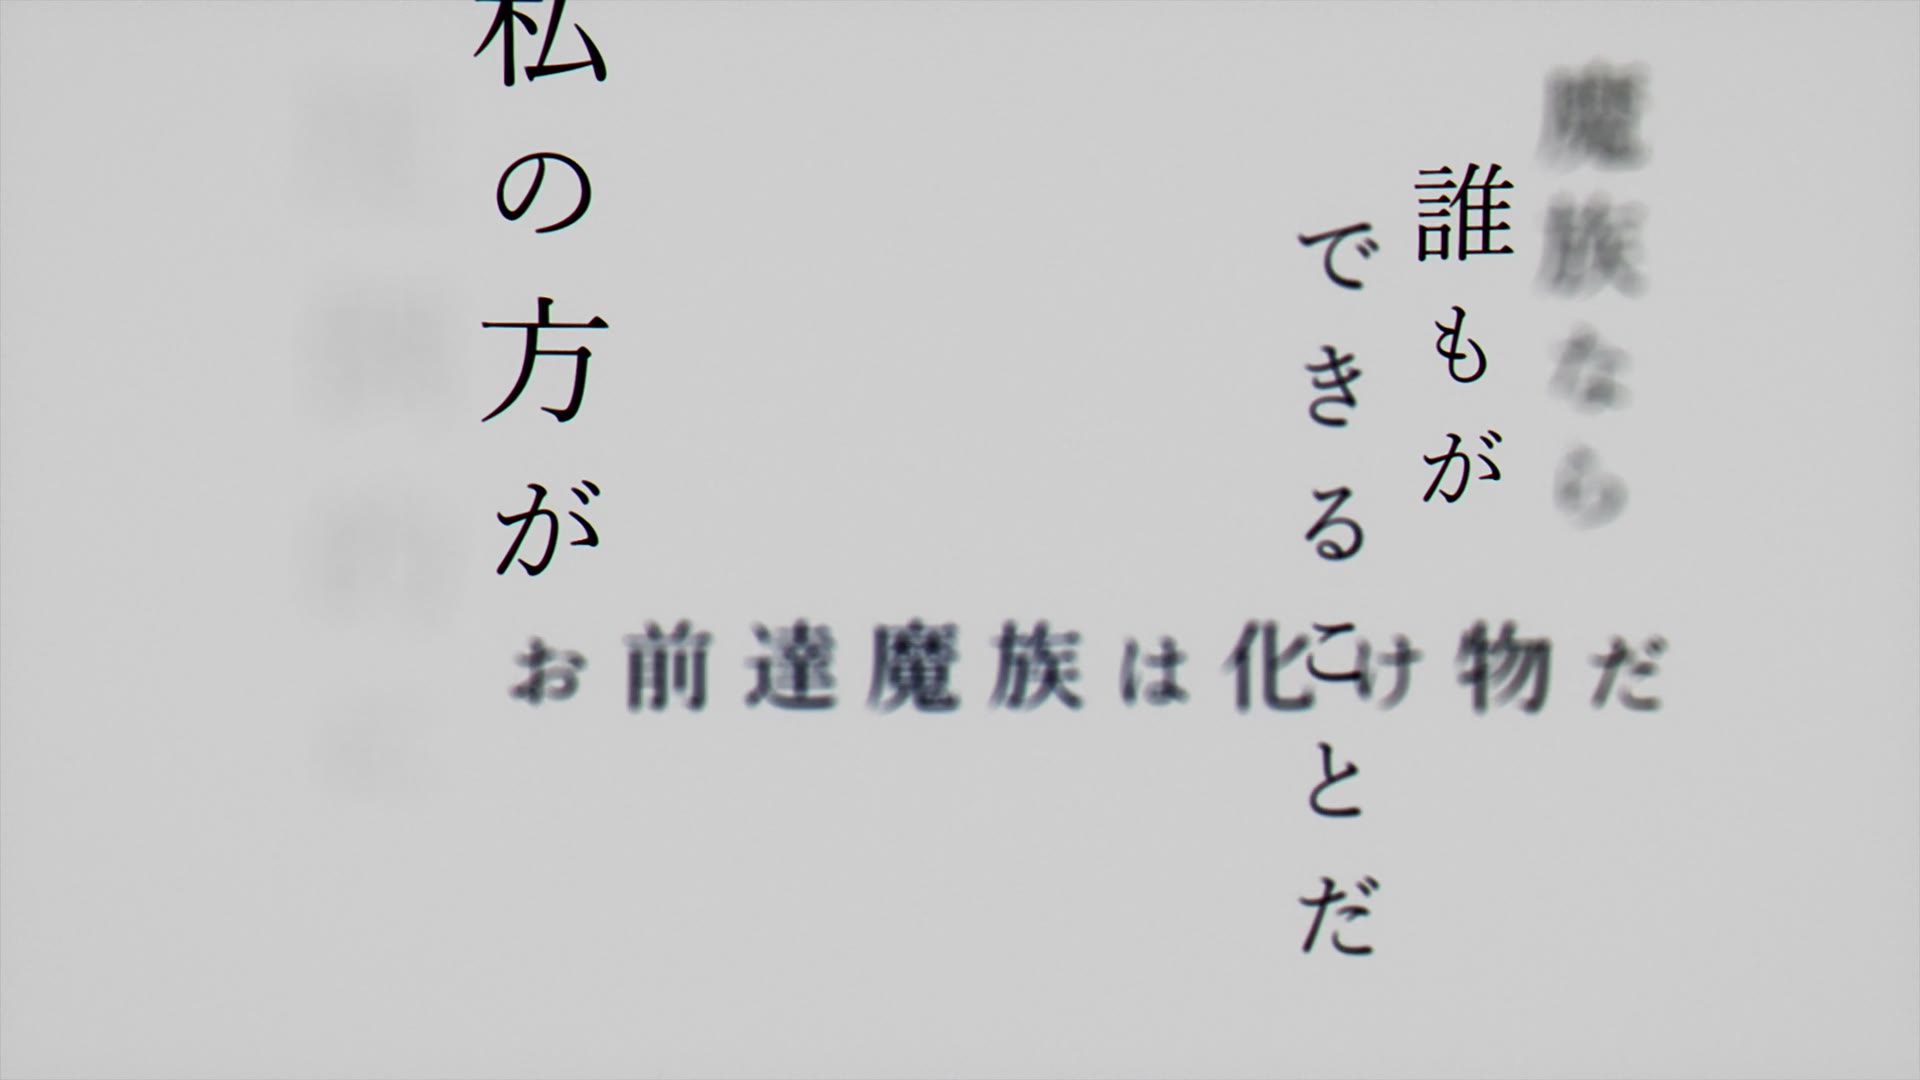 魔族なら
誰もが
できることだ
お前達魔族は化け物だ
私の方が